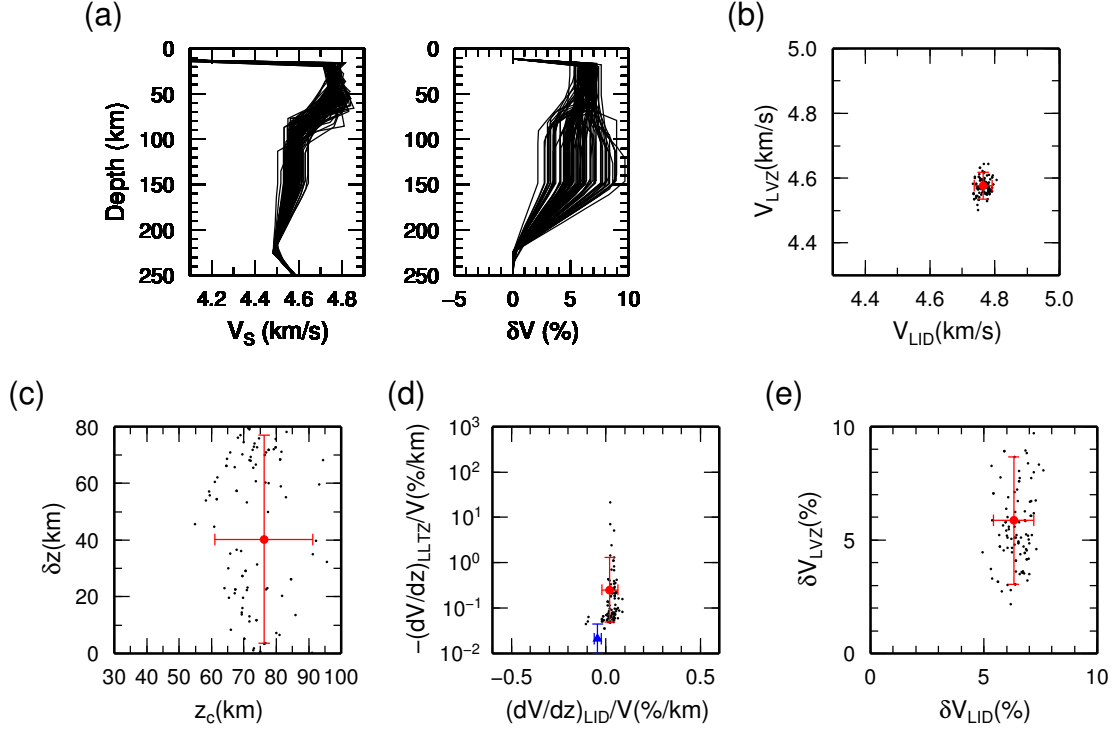 (a)
(b)
0
50
100
150
200
250
Depth (km)
4.2 4.4 4.6 4.8
V_S (km/s)
0
50
100
150
200
250
−5 0 5 10
δV (%)
5.0
4.8
4.6
4.4
V_LVZ(km/s)
4.4 4.6 4.8 5.0
V_LID(km/s)
(c)
(d)
(e)
80
60
40
20
0
δz(km)
30 40 50 60 70 80 90 100
z_c(km)
10^3
10^2
10^1
10^0
10^−1
10^−2
−(dV/dz)_LLTZ/V(%/km)
−0.5 0.0 0.5
(dV/dz)_LID/V(%/km)
10
5
0
δV_LVZ(%)
0 5 10
δV_LID(%)